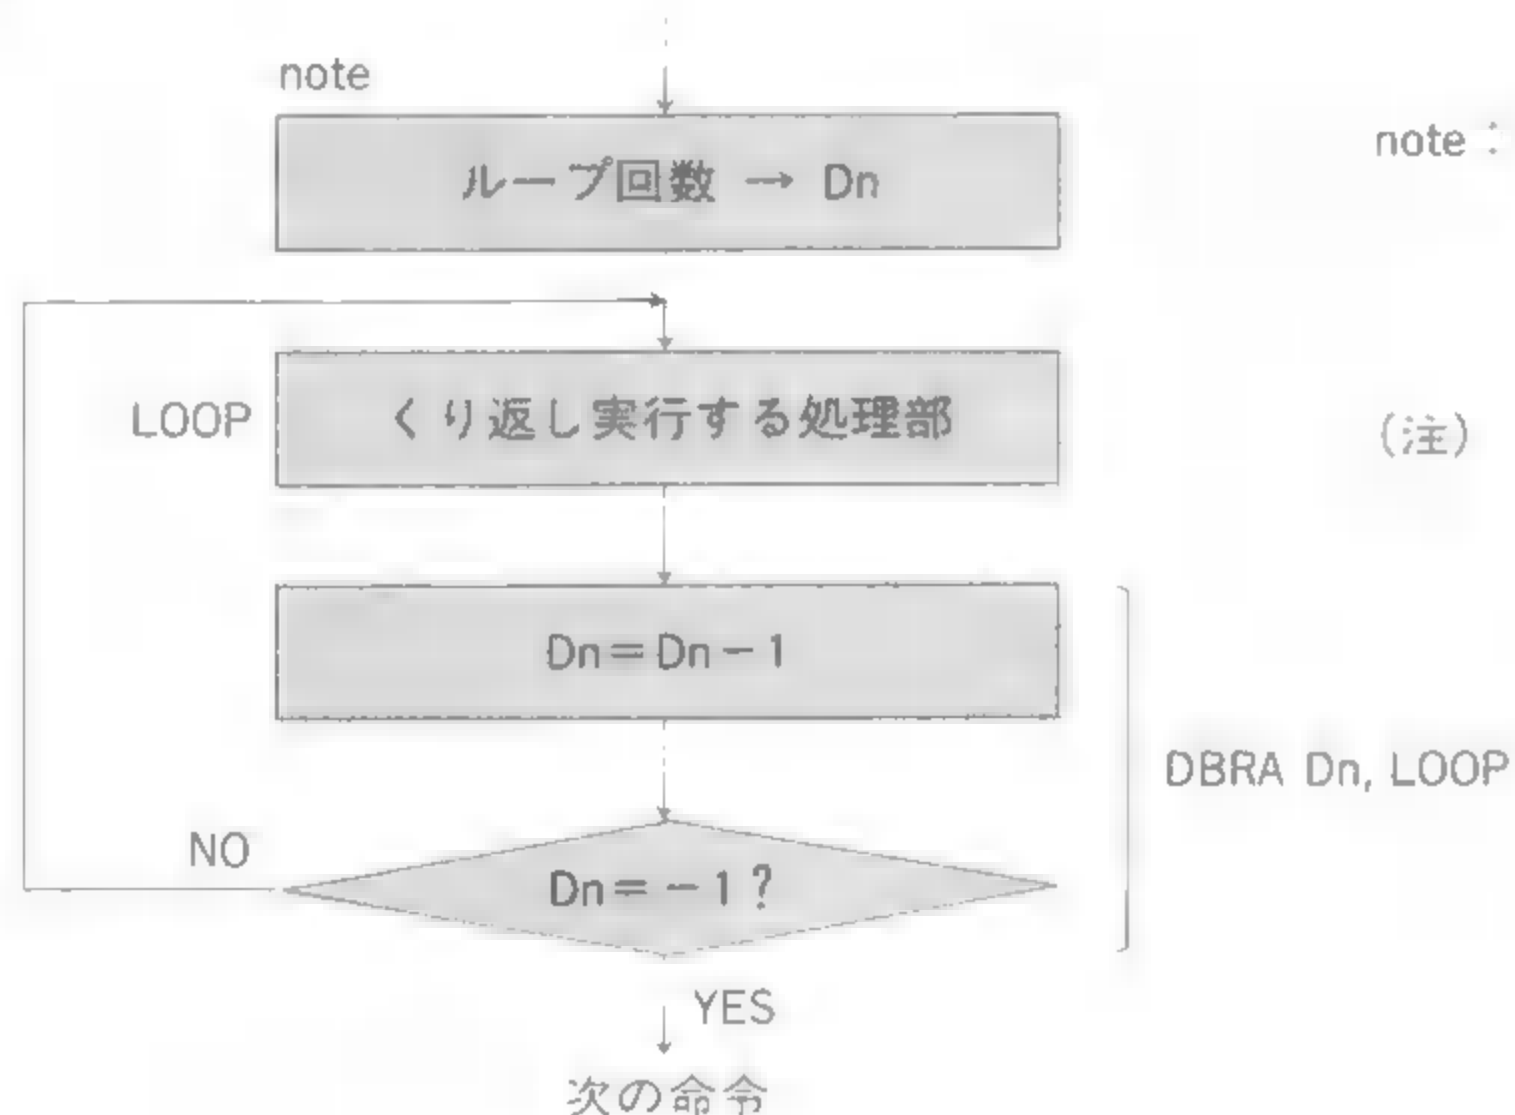 note
note：
ループ回数 → Dn
LOOP
くり返し実行する処理部
(注)
Dn＝Dn－1
DBRA Dn, LOOP
NO
Dn＝－1？
YES
次の命令